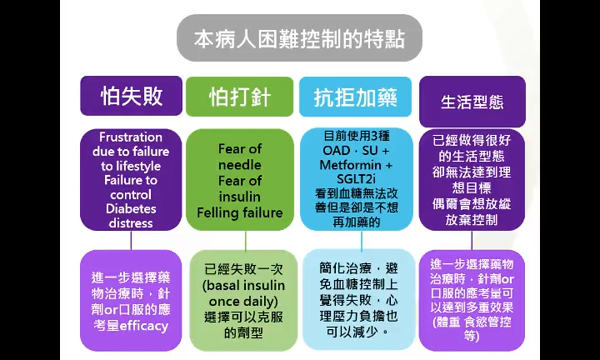 本病人困難控制的特點
怕失敗
怕打針
抗拒加藥
生活型態
Frustration
due to failure
to lifestyle
Failure to
control
Diabetes
distress
Fear of
needle
Fear of
insulin
Felling failure
目前使用3種
OAD，SU +
Metformin +
SGLT2i
看到血糖無法改
善但是卻是不想
再加藥的
已經做得很好
的生活型態
卻無法達到理
想目標
偶爾會想放縱
放棄控制
進一步選擇藥
物治療時，針
劑or口服的應
考量efficacy
已經失敗一次
(basal insulin
once daily)
選擇可以克服
的劑型
簡化治療，避
免血糖控制上
覺得失敗，心
理壓力負擔也
可以減少。
進一步選擇藥物
治療時，針劑or
口服的應考量可
以達到多重效果
(體重 食慾管控
等)